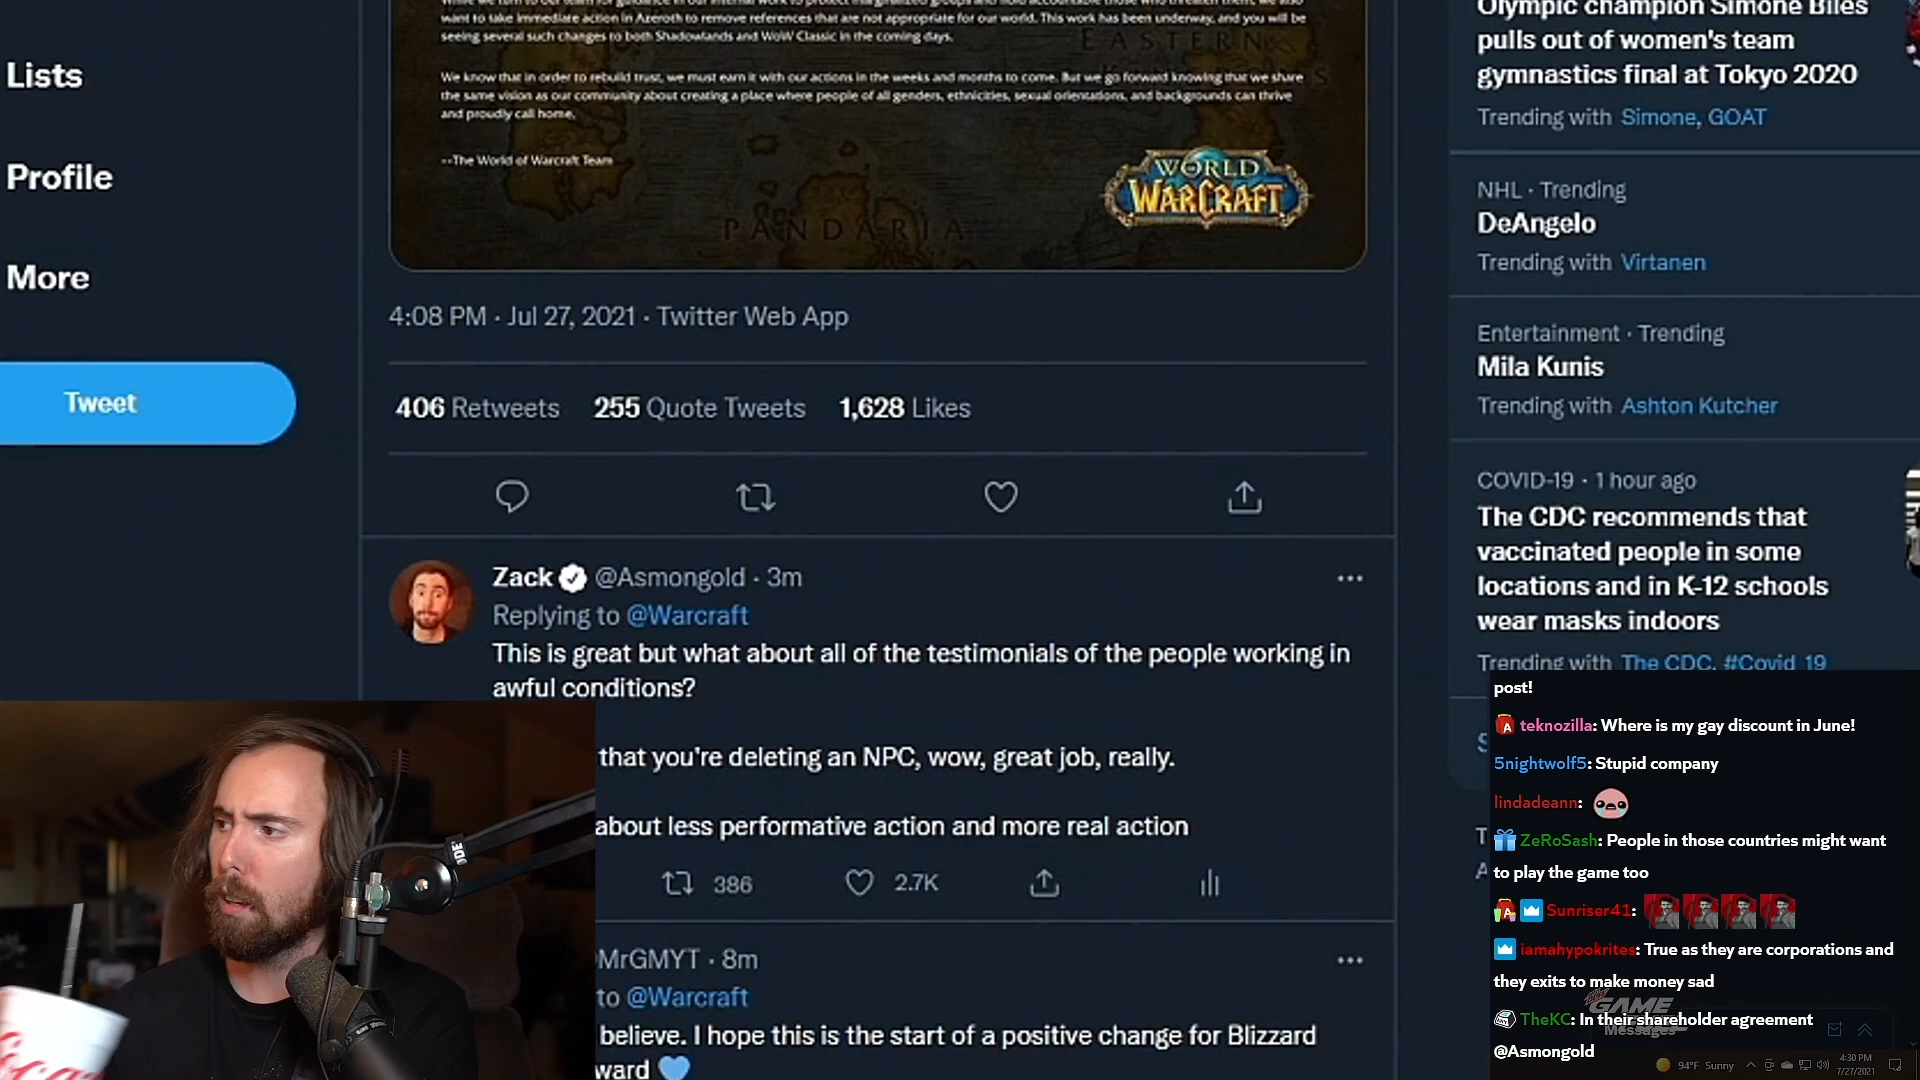 Lists
Profile
More
Tweet
want to take immediate action in Azeroth to remove references that are not appropriate for our world. This work has been underway, and you will be
seeing several such changes to both Shadowlands and WoW Classic in the coming days.
EASTERN
We know that in order to rebuild trust, we must earn it with our actions in the weeks and months to come. But we go forward knowing that we share
the same vision as our community about creating a place where people of all genders, ethnicities, sexual orientations, and backgrounds can thrive
and proudly call home.
--The World of Warcraft Team
WORLD
WARCRAFT
PANDARIA
4:08 PM · Jul 27, 2021 · Twitter Web App
406 Retweets 255 Quote Tweets 1,628 Likes
Zack @Asmongold · 3m
Replying to @Warcraft
This is great but what about all of the testimonials of the people working in
awful conditions?
that you're deleting an NPC, wow, great job, really.
about less performative action and more real action
386 2.7K
MrGMYT · 8m
to @Warcraft
believe. I hope this is the start of a positive change for Blizzard
ward 💙
Olympic champion Simone Biles
pulls out of women's team
gymnastics final at Tokyo 2020
Trending with Simone, GOAT
NHL · Trending
DeAngelo
Trending with Virtanen
Entertainment · Trending
Mila Kunis
Trending with Ashton Kutcher
COVID-19 · 1 hour ago
The CDC recommends that
vaccinated people in some
locations and in K-12 schools
wear masks indoors
Trending with The CDC, #Covid_19
post!
teknozilla: Where is my gay discount in June!
5nightwolf5: Stupid company
lindadeann:
ZeRoSash: People in those countries might want
to play the game too
Sunriser41:
iamahypokrites: True as they are corporations and
they exits to make money sad
GAME
TheKC: In their shareholder agreement
Messages
@Asmongold
94°F Sunny
4:30 PM
7/27/2021